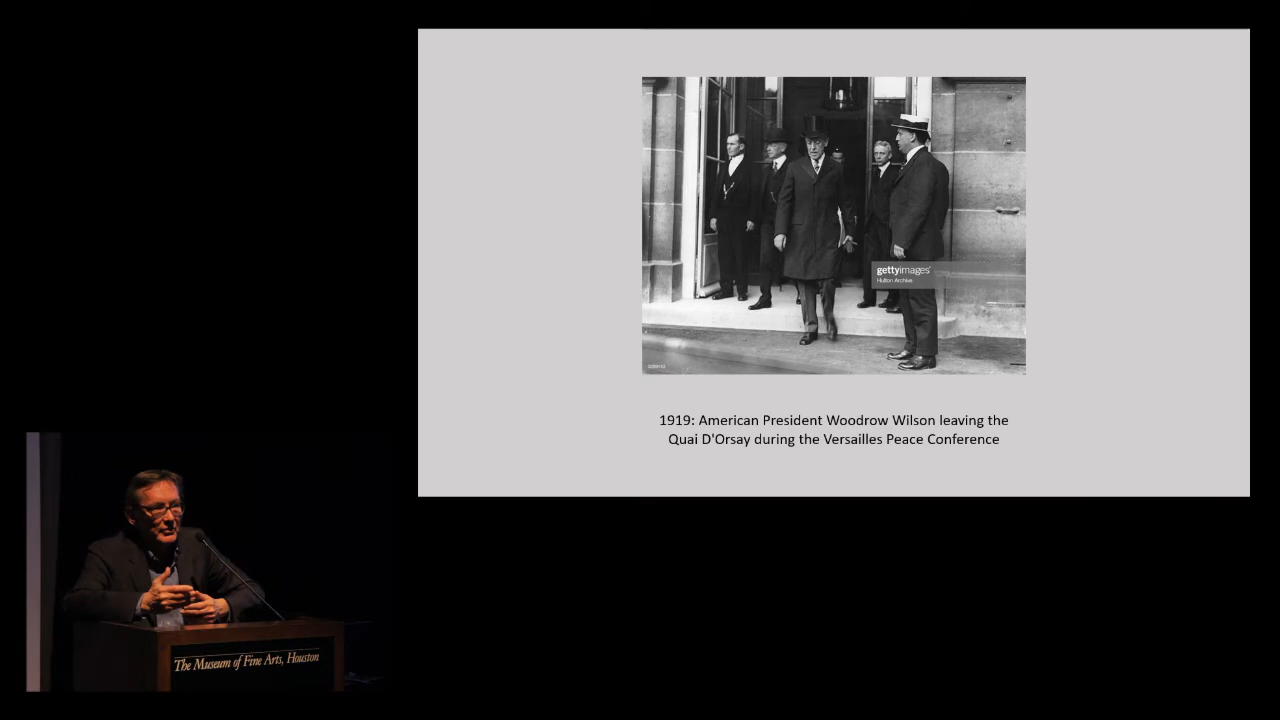 gettyimages®
Hulton Archive
1919: American President Woodrow Wilson leaving the
Quai D'Orsay during the Versailles Peace Conference
The Museum of Fine Arts, Houston